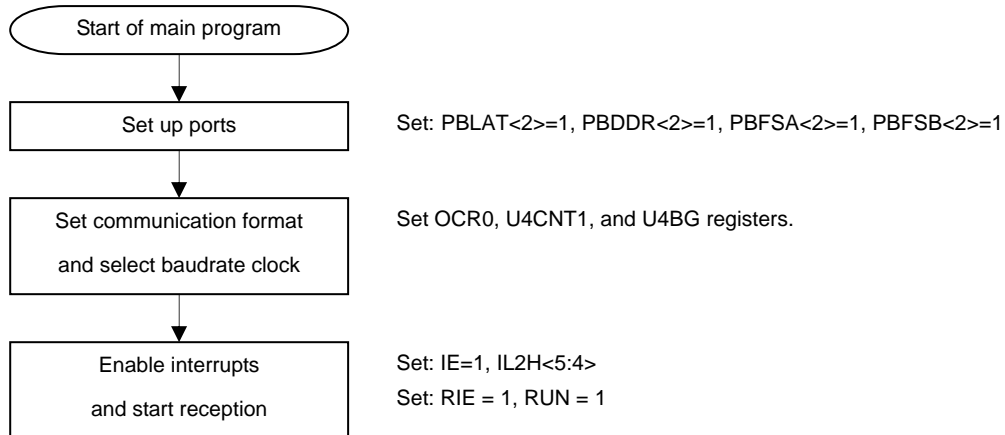 Start of main program
Set up ports
Set: PBLAT<2>=1, PBDDR<2>=1, PBFSA<2>=1, PBFSB<2>=1
Set communication format
and select baudrate clock
Set OCR0, U4CNT1, and U4BG registers.
Enable interrupts
and start reception
Set: IE=1, IL2H<5:4>
Set: RIE = 1, RUN = 1